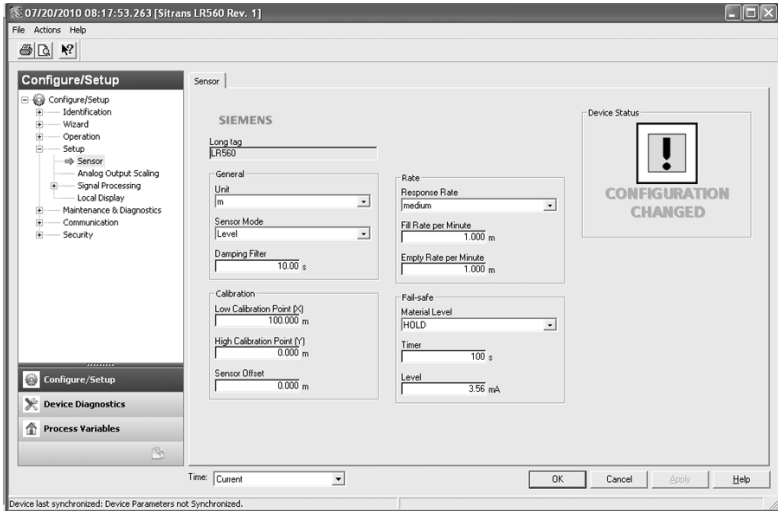 07/20/2010 08:17:53.263 [Sitrans LR560 Rev. 1]
File Actions Help
Configure/Setup
Configure/Setup
Identification
Wizard
Operation
Setup
Sensor
Analog Output Scaling
Signal Processing
Local Display
Maintenance & Diagnostics
Communication
Security
Configure/Setup
Device Diagnostics
Process Variables
Sensor
SIEMENS
Long tag
LR560
General
Unit
m
Sensor Mode
Level
Damping Filter
10.00 s
Calibration
Low Calibration Point (X)
100.000 m
High Calibration Point (Y)
0.000 m
Sensor Offset
0.000 m
Rate
Response Rate
medium
Fill Rate per Minute
1.000 m
Empty Rate per Minute
1.000 m
Fail-safe
Material Level
HOLD
Timer
100 s
Level
3.56 mA
Device Status
CONFIGURATION
CHANGED
Time: Current
OK Cancel Apply Help
Device last synchronized: Device Parameters not Synchronized.